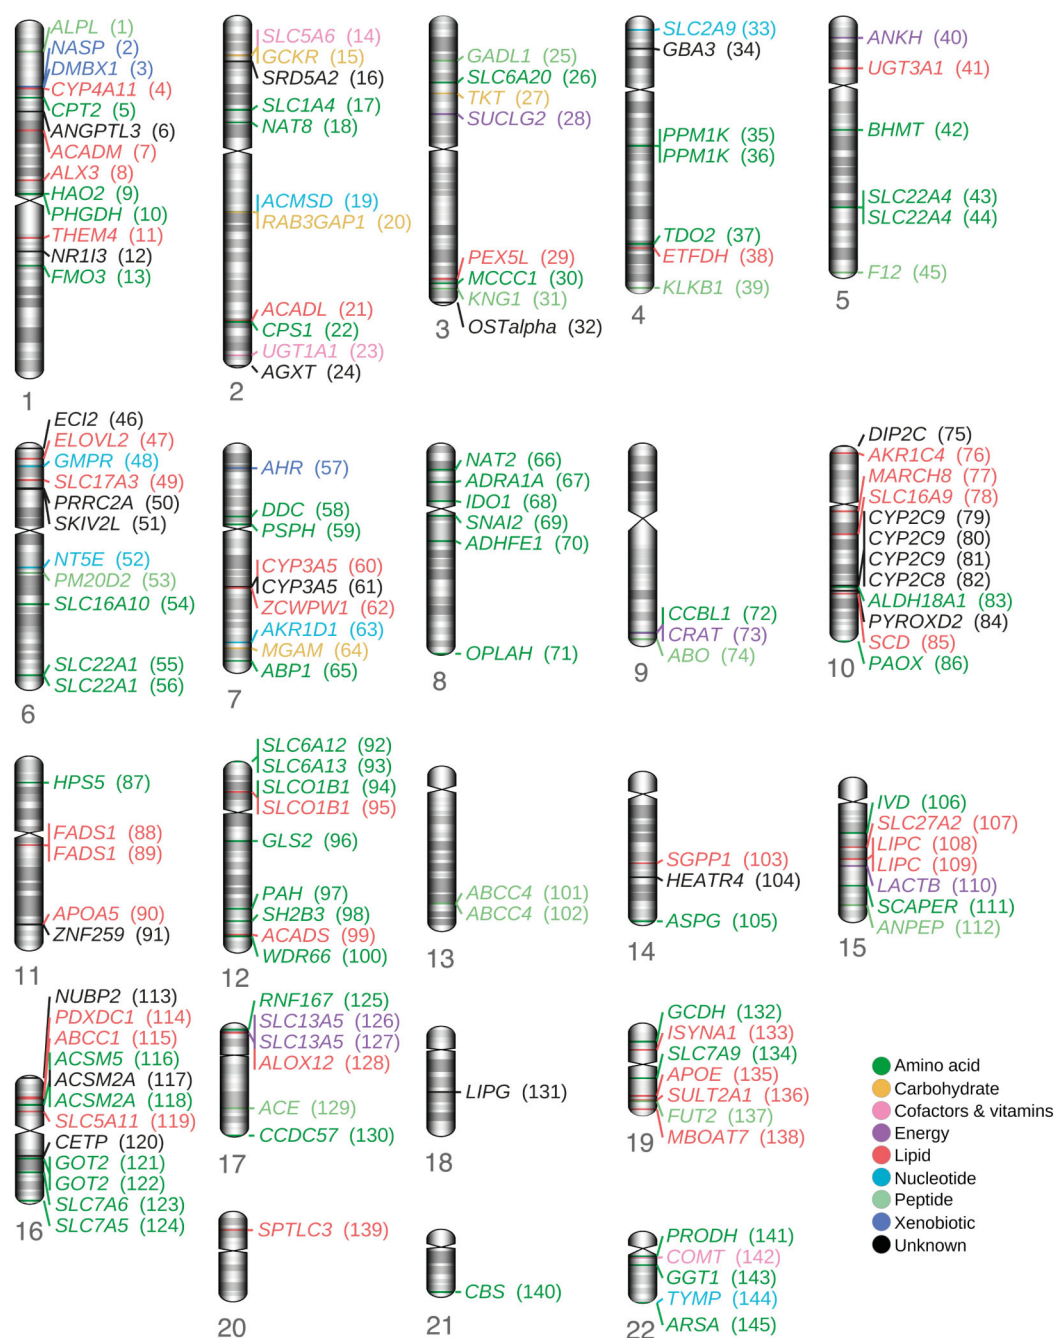 ALPL (1)
NASP (2)
DMBX1 (3)
CYP4A11 (4)
CPT2 (5)
ANGPTL3 (6)
ACADM (7)
ALX3 (8)
HAO2 (9)
PHGDH (10)
THEM4 (11)
NR1I3 (12)
FMO3 (13)
1
SLC5A6 (14)
GCKR (15)
SRD5A2 (16)
SLC1A4 (17)
NAT8 (18)
ACMSD (19)
RAB3GAP1 (20)
ACADL (21)
CPS1 (22)
UGT1A1 (23)
AGXT (24)
2
GADL1 (25)
SLC6A20 (26)
TKT (27)
SUCLG2 (28)
PEX5L (29)
MCCC1 (30)
KNG1 (31)
OSTalpha (32)
3
SLC2A9 (33)
GBA3 (34)
PPM1K (35)
PPM1K (36)
TDO2 (37)
ETFDH (38)
KLKB1 (39)
4
ANKH (40)
UGT3A1 (41)
BHMT (42)
SLC22A4 (43)
SLC22A4 (44)
F12 (45)
5
ECI2 (46)
ELOVL2 (47)
GMPR (48)
SLC17A3 (49)
PRRC2A (50)
SKIV2L (51)
NT5E (52)
PM20D2 (53)
SLC16A10 (54)
SLC22A1 (55)
SLC22A1 (56)
6
AHR (57)
DDC (58)
PSPH (59)
CYP3A5 (60)
CYP3A5 (61)
ZCWPW1 (62)
AKR1D1 (63)
MGAM (64)
ABP1 (65)
7
NAT2 (66)
ADRA1A (67)
IDO1 (68)
SNAI2 (69)
ADHFE1 (70)
OPLAH (71)
8
CCBL1 (72)
CRAT (73)
ABO (74)
9
DIP2C (75)
AKR1C4 (76)
MARCH8 (77)
SLC16A9 (78)
CYP2C9 (79)
CYP2C9 (80)
CYP2C9 (81)
CYP2C8 (82)
ALDH18A1 (83)
PYROXD2 (84)
SCD (85)
PAOX (86)
10
HPS5 (87)
FADS1 (88)
FADS1 (89)
APOA5 (90)
ZNF259 (91)
11
SLC6A12 (92)
SLC6A13 (93)
SLCO1B1 (94)
SLCO1B1 (95)
GLS2 (96)
PAH (97)
SH2B3 (98)
ACADS (99)
WDR66 (100)
12
ABCC4 (101)
ABCC4 (102)
13
SGPP1 (103)
HEATR4 (104)
ASPG (105)
14
IVD (106)
SLC27A2 (107)
LIPC (108)
LIPC (109)
LACTB (110)
SCAPER (111)
ANPEP (112)
15
NUBP2 (113)
PDXDC1 (114)
ABCC1 (115)
ACSM5 (116)
ACSM2A (117)
ACSM2A (118)
SLC5A11 (119)
CETP (120)
GOT2 (121)
GOT2 (122)
SLC7A6 (123)
SLC7A5 (124)
16
RNF167 (125)
SLC13A5 (126)
SLC13A5 (127)
ALOX12 (128)
ACE (129)
CCDC57 (130)
17
LIPG (131)
18
GCDH (132)
ISYNA1 (133)
SLC7A9 (134)
APOE (135)
SULT2A1 (136)
FUT2 (137)
MBOAT7 (138)
19
SPTLC3 (139)
20
CBS (140)
21
PRODH (141)
COMT (142)
GGT1 (143)
TYMP (144)
ARSA (145)
22
Amino acid
Carbohydrate
Cofactors & vitamins
Energy
Lipid
Nucleotide
Peptide
Xenobiotic
Unknown